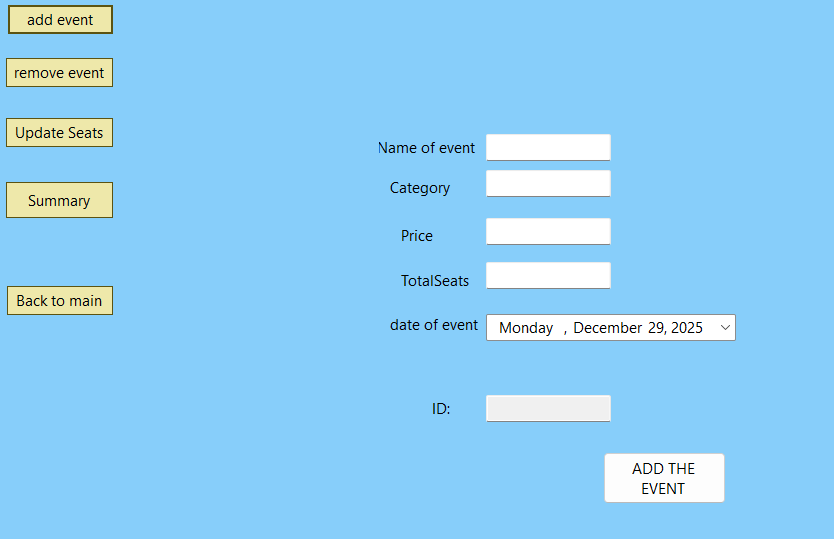 add event
remove event
Update Seats
Summary
Back to main
Name of event
Category
Price
TotalSeats
date of event Monday , December 29, 2025
ID:
ADD THE
EVENT